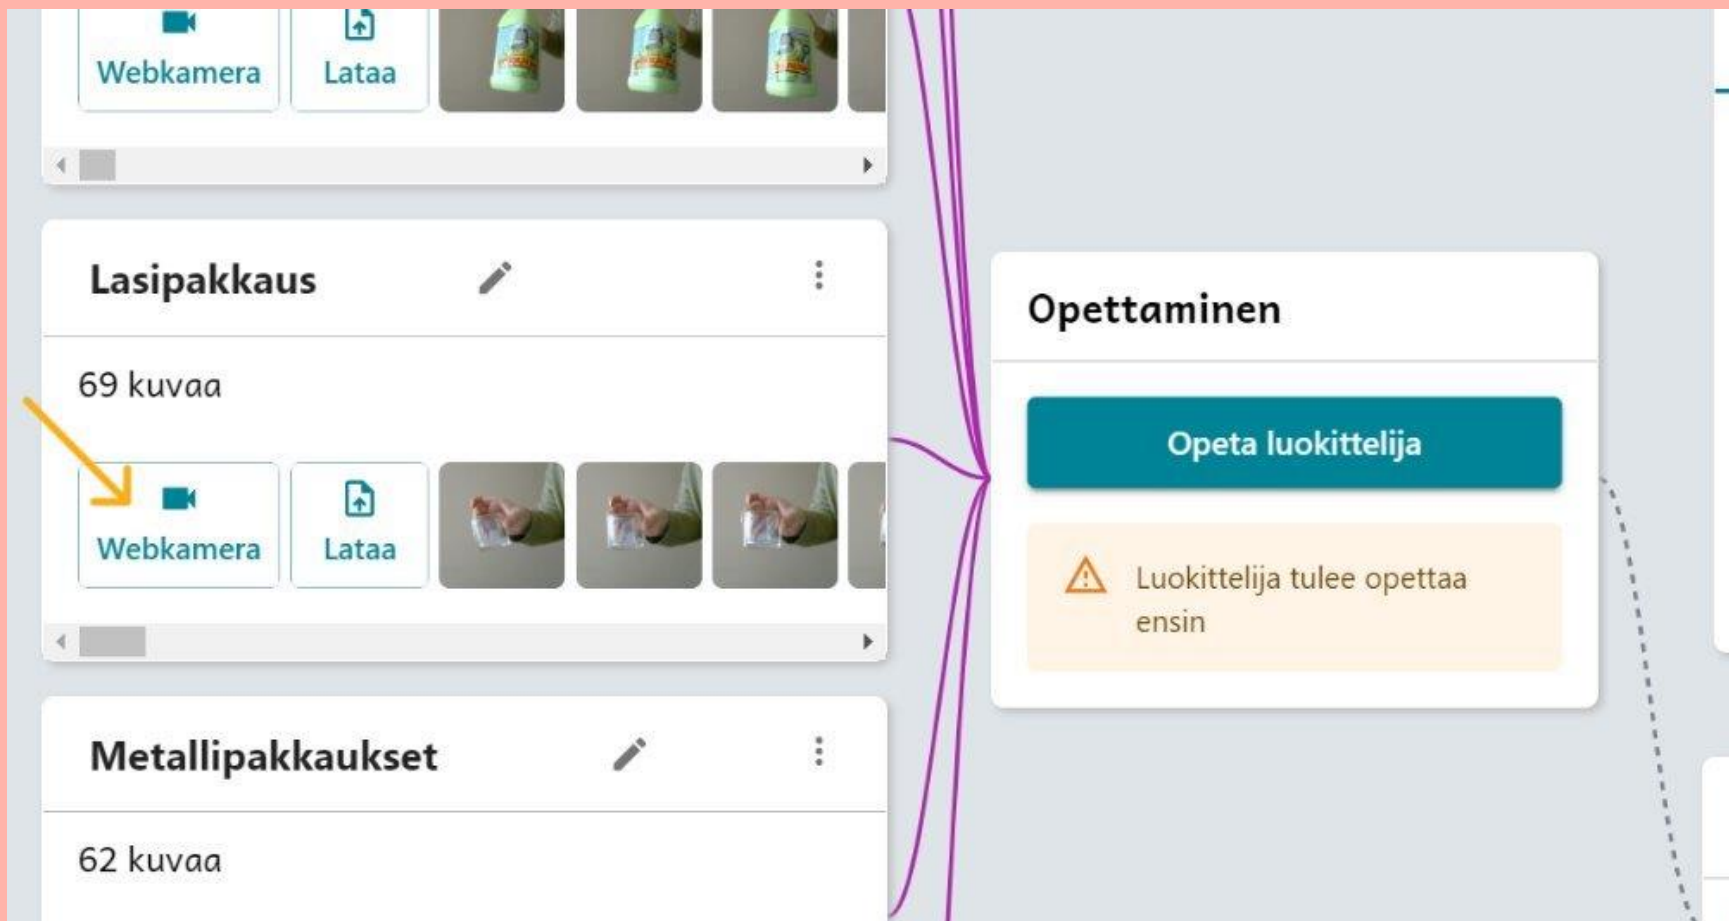 Webkamera
Lataa
Lasipakkaus
69 kuvaa
Webkamera
Lataa
Metallipakkaukset
62 kuvaa
Opettaminen
Opeta luokittelija
Luokittelija tulee opettaa
ensin